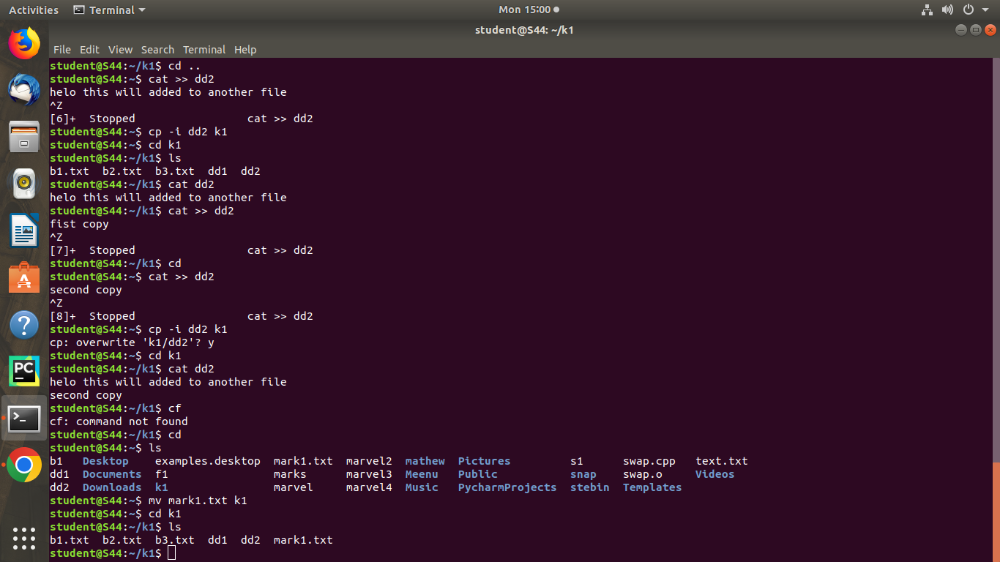 Activities Terminal Mon 15:00
student@S44: ~/k1
File Edit View Search Terminal Help
student@S44:~/k1$ cd ..
student@S44:~$ cat >> dd2
helo this will added to another file
^Z
[6]+  Stopped                 cat >> dd2
student@S44:~$ cp -i dd2 k1
student@S44:~$ cd k1
student@S44:~/k1$ ls
b1.txt  b2.txt  b3.txt  dd1  dd2
student@S44:~/k1$ cat dd2
helo this will added to another file
student@S44:~/k1$ cat >> dd2
fist copy
^Z
[7]+  Stopped                 cat >> dd2
student@S44:~/k1$ cd
student@S44:~$ cat >> dd2
second copy
^Z
[8]+  Stopped                 cat >> dd2
student@S44:~$ cp -i dd2 k1
cp: overwrite 'k1/dd2'? y
student@S44:~$ cd k1
student@S44:~/k1$ cat dd2
helo this will added to another file
second copy
student@S44:~/k1$ cf
cf: command not found
student@S44:~/k1$ cd
student@S44:~$ ls
b1   Desktop    examples.desktop  mark1.txt  marvel2  mathew  Pictures         s1      swap.cpp   text.txt
dd1  Documents  f1                marks      marvel3  Meenu   Public           snap    swap.o     Videos
dd2  Downloads  k1                marvel     marvel4  Music   PycharmProjects  stebin  Templates
student@S44:~$ mv mark1.txt k1
student@S44:~$ cd k1
student@S44:~/k1$ ls
b1.txt  b2.txt  b3.txt  dd1  dd2  mark1.txt
student@S44:~/k1$
PC